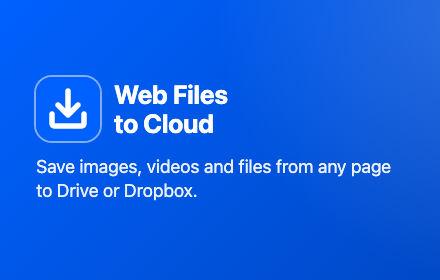 Web Files
to Cloud
Save images, videos and files from any page
to Drive or Dropbox.